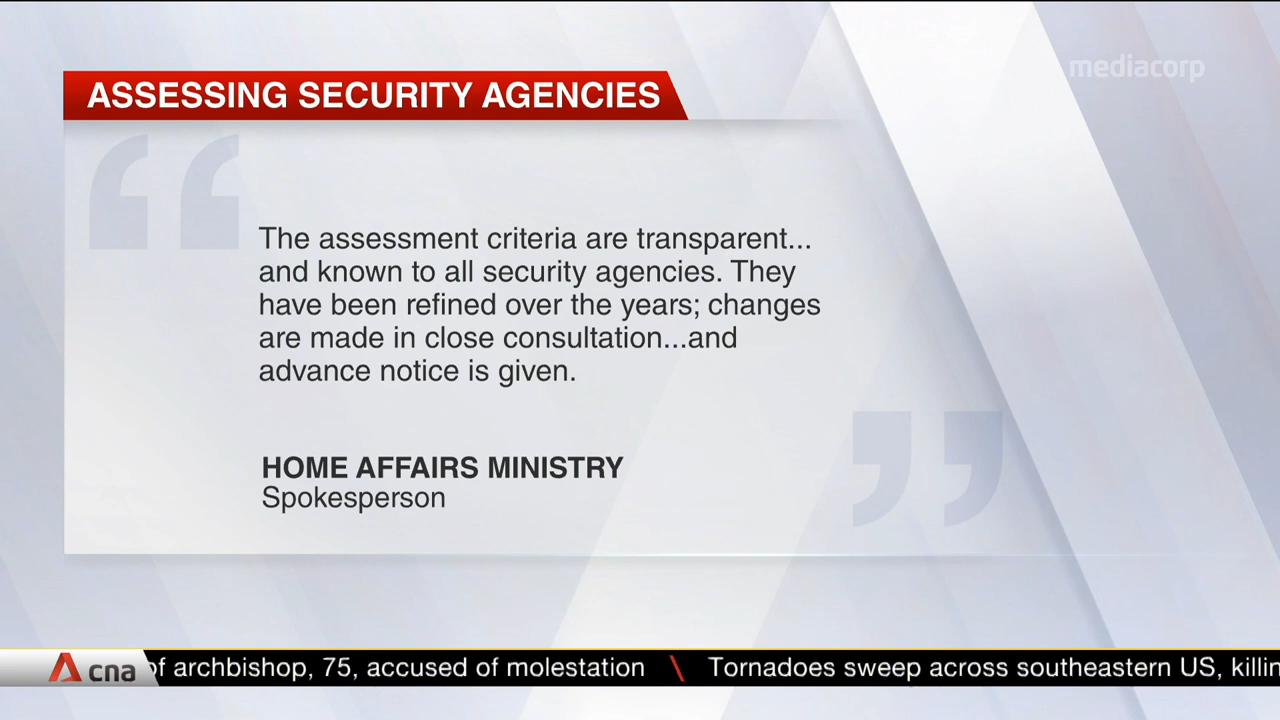 mediacorp
ASSESSING SECURITY AGENCIES
The assessment criteria are transparent...
and known to all security agencies. They
have been refined over the years; changes
are made in close consultation...and
advance notice is given.
HOME AFFAIRS MINISTRY
Spokesperson
cna
of archbishop, 75, accused of molestation \ Tornadoes sweep across southeastern US, killin